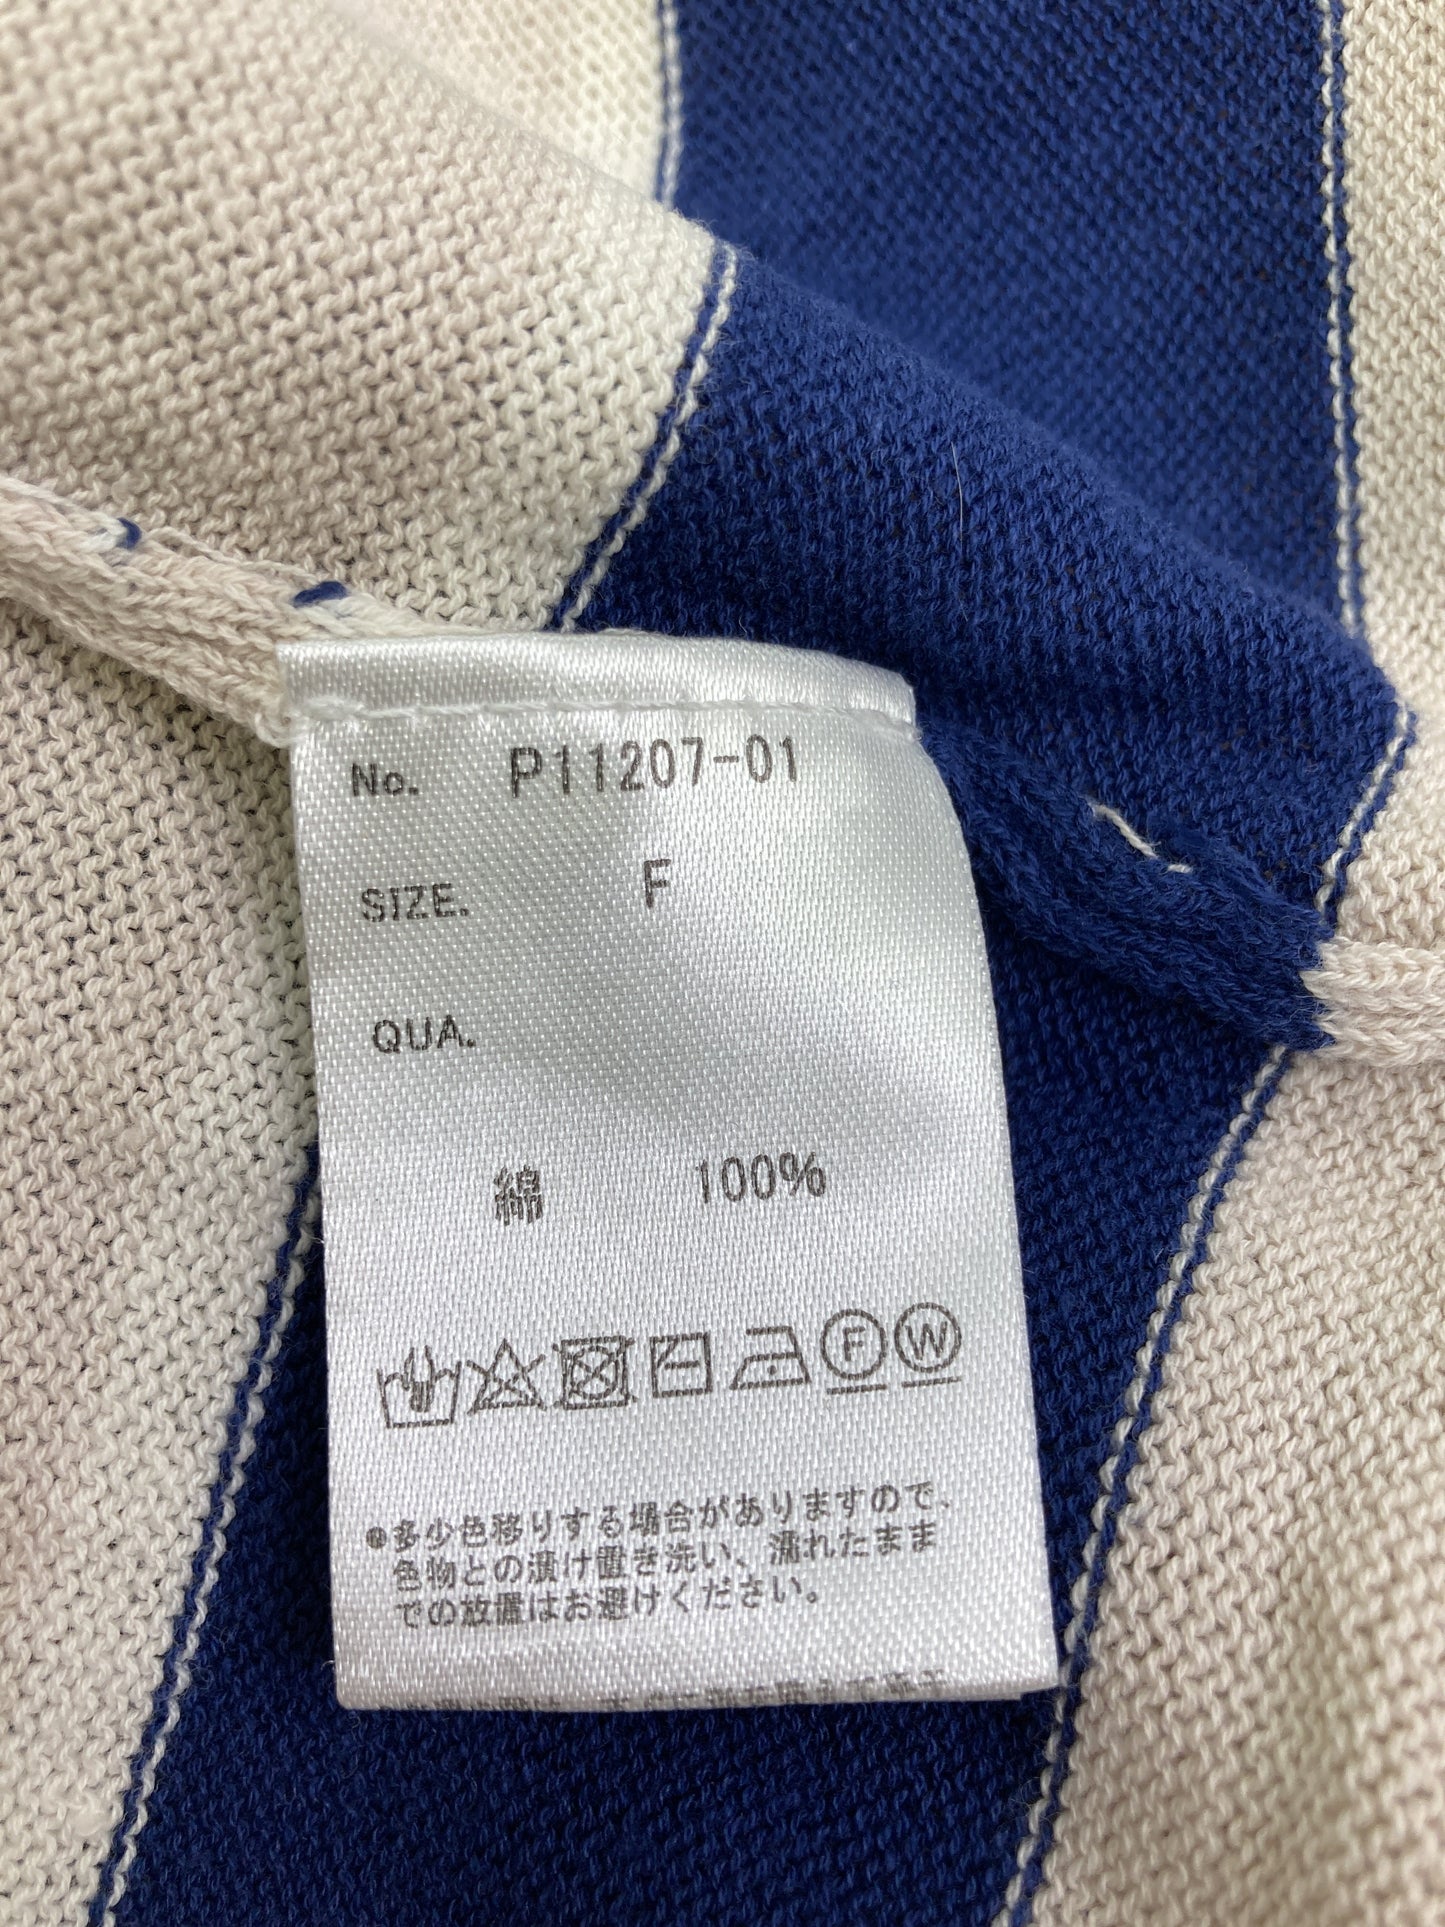 No. P11207-01
SIZE. F
QUA.
綿 100%
F W
●多少色移りする場合がありますので、
色物との漬け置き洗い、濡れたまま
での放置はお避けください。